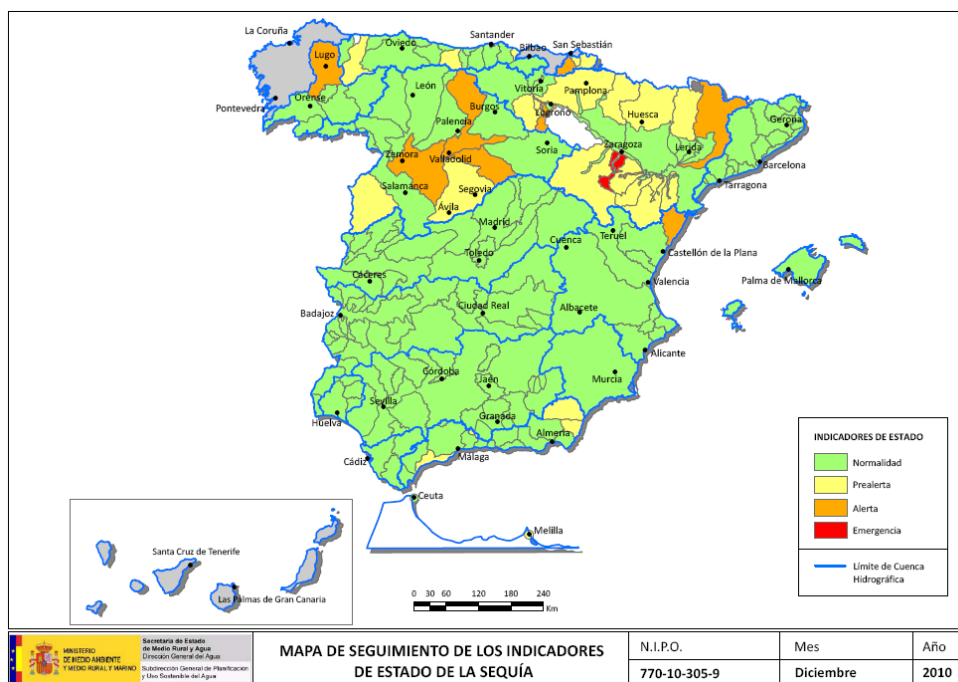 La Coruña
Lugo
Oviedo
Santander
Bilbao
San Sebastián
Pontevedra
Orense
León
Vitoria
Pamplona
Burgos
Logroño
Huesca
Gerona
Palencia
Zamora
Valladolid
Soria
Zaragoza
Lerida
Barcelona
Salamánca
Segovia
Tarragona
Ávila
Madrid
Teruel
Cuenca
Castellón de la Plana
Toledo
Cáceres
Valencia
Palma de Mallorca
Badajoz
Ciudad Real
Albacete
Alicante
Córdoba
Jaén
Murcia
Sevilla
Huelva
Granada
Almería
Cádiz
Málaga
Ceuta
Melilla
Santa Cruz de Tenerife
Las Palmas de Gran Canaria
INDICADORES DE ESTADO
Normalidad
Prealerta
Alerta
Emergencia
Límite de Cuenca
Hidrográfica
0 30 60 120 180 240
Km
MINISTERIO
DE MEDIO AMBIENTE
Y MEDIO RURAL Y MARINO
Secretaría de Estado
de Medio Rural y Agua
Dirección General del Agua
Subdirección General de Planificación
y Uso Sostenible del Agua
MAPA DE SEGUIMIENTO DE LOS INDICADORES
DE ESTADO DE LA SEQUÍA
N.I.P.O.
770-10-305-9
Mes
Diciembre
Año
2010